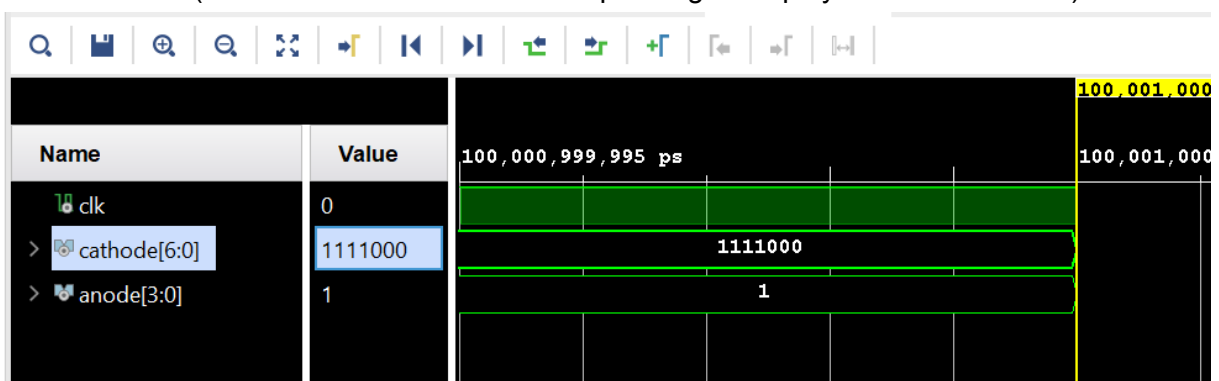 100,001,000
Name Value 100,000,999,995 ps 100,001,000
clk 0
cathode[6:0] 1111000 1111000
anode[3:0] 1 1